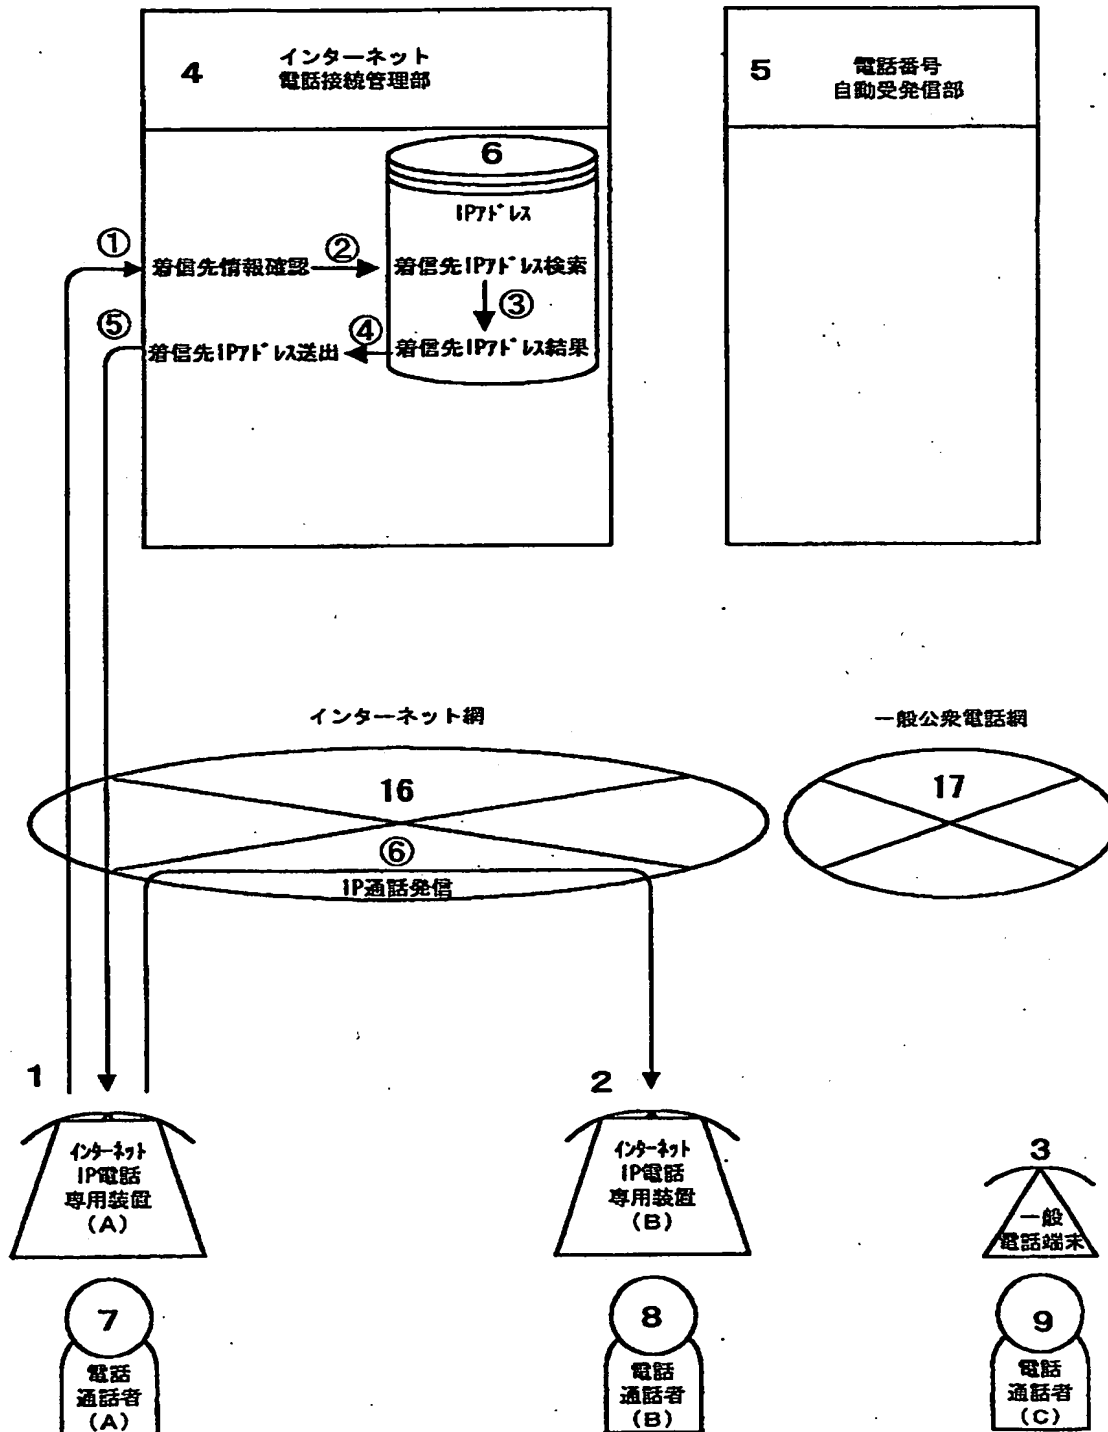 4
インターネット
電話接続管理部
5
電話番号
自動受発信部
6
IPアドレス
①
着信先情報確認
②
着信先IPアドレス検索
③
⑤
着信先IPアドレス送出
④
着信先IPアドレス結果
インターネット網
一般公衆電話網
16
17
⑥
IP通話発信
1
インターネット
IP電話
専用装置
(A)
2
インターネット
IP電話
専用装置
(B)
3
一般
電話端末
7
電話
通話者
(A)
8
電話
通話者
(B)
9
電話
通話者
(C)